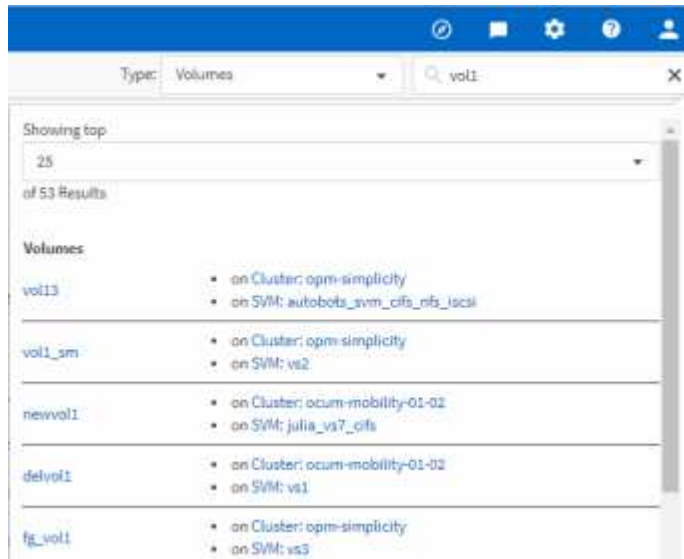 Type: Volumes vol1
Showing top
25
of 53 Results
Volumes
vol13
on Cluster: opm-simplicity
on SVM: autobots_svm_cifs_nfs_iscsi
vol1_sm
on Cluster: opm-simplicity
on SVM: vs2
newvol1
on Cluster: ocum-mobility-01-02
on SVM: julia_vs7_cifs
delvol1
on Cluster: ocum-mobility-01-02
on SVM: vs1
fg_vol1
on Cluster: opm-simplicity
on SVM: vs3